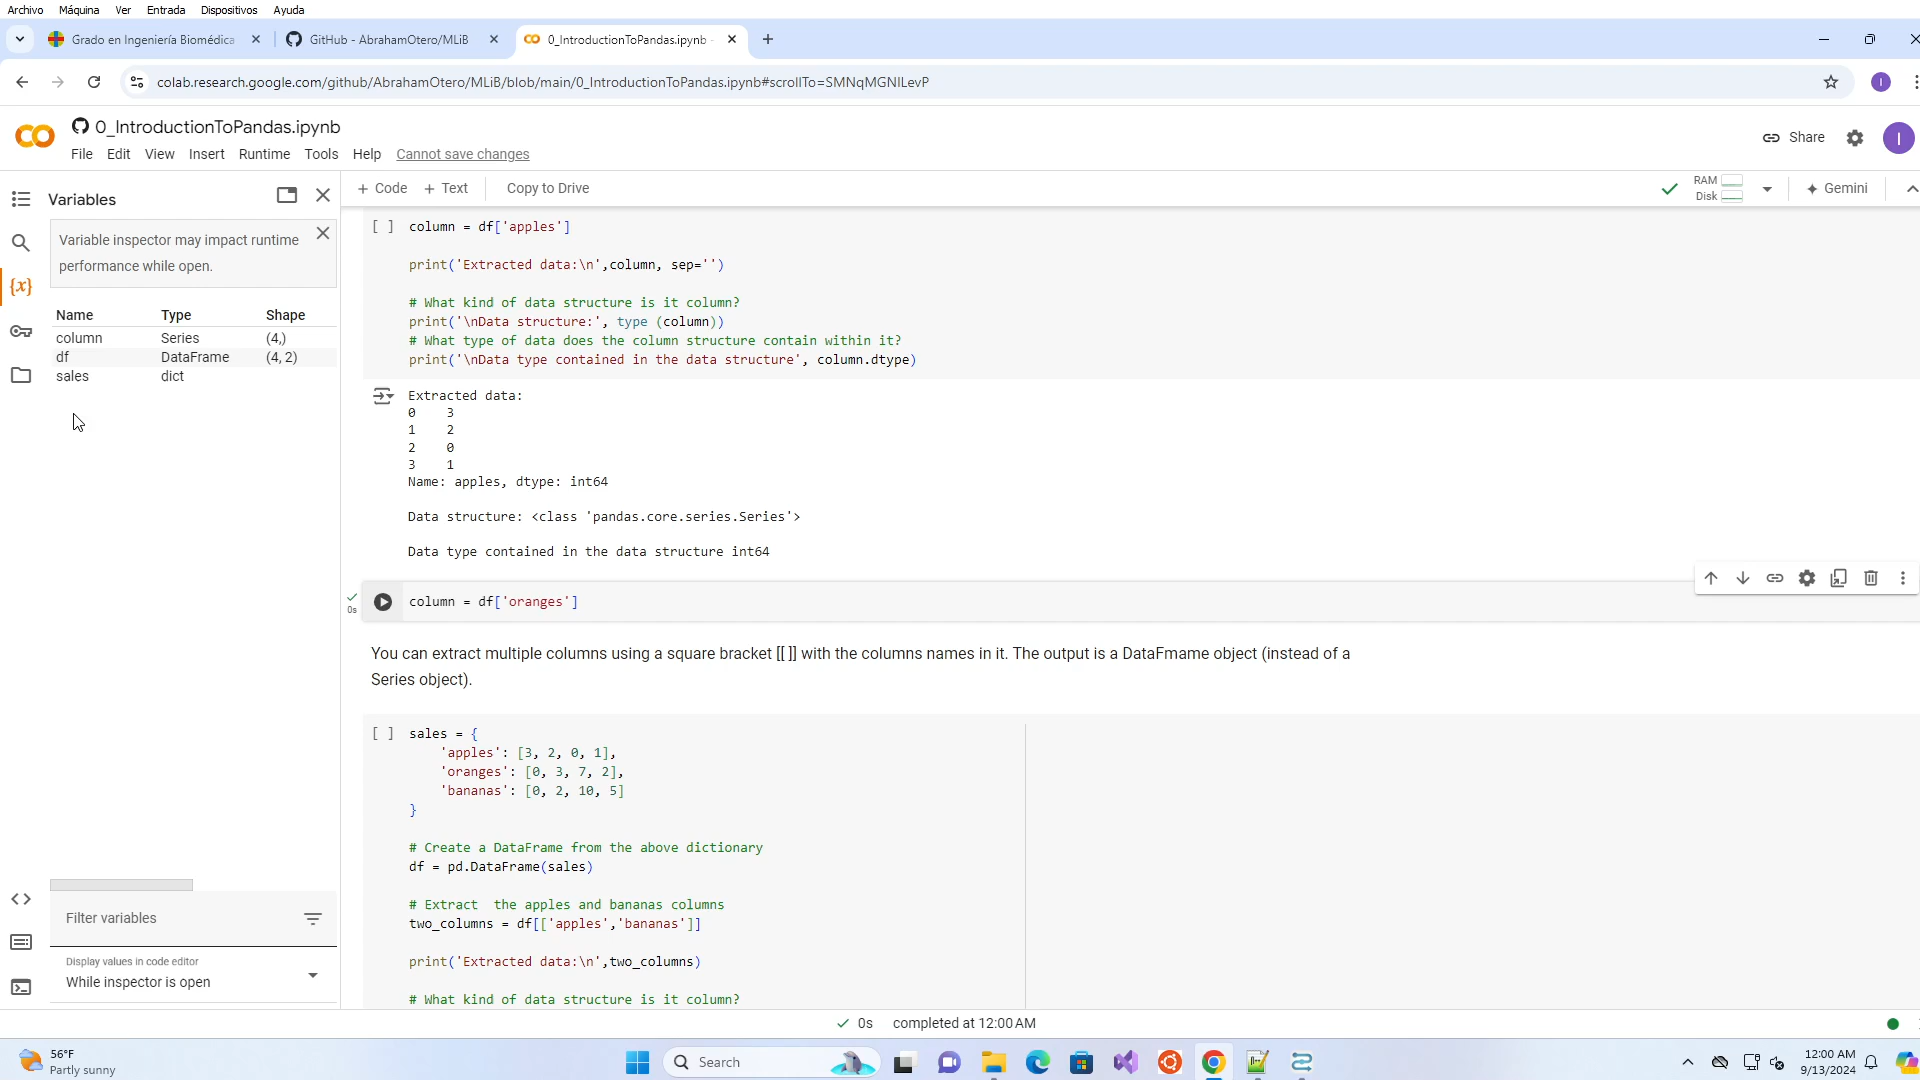 Archivo Máquina Ver Entrada Dispositivos Ayuda
Grado en Ingeniería Biomédica
GitHub - AbrahamOtero/MLiB
0_IntroductionToPandas.ipynb -
colab.research.google.com/github/AbrahamOtero/MLiB/blob/main/0_IntroductionToPandas.ipynb#scrollTo=SMNqMGNILevP
I
0_IntroductionToPandas.ipynb
File Edit View Insert Runtime Tools Help Cannot save changes
Share
I
Variables
+ Code + Text Copy to Drive
RAM
Disk
Gemini
Variable inspector may impact runtime
performance while open.
Name Type Shape
column Series (4,)
df DataFrame (4, 2)
sales dict
{x}
[ ] column = df['apples']
print('Extracted data:\n',column, sep='')
# What kind of data structure is it column?
print('\nData structure:', type (column))
# What type of data does the column structure contain within it?
print('\nData type contained in the data structure', column.dtype)
Extracted data:
0 3
1 2
2 0
3 1
Name: apples, dtype: int64
Data structure: <class 'pandas.core.series.Series'>
Data type contained in the data structure int64
0s
column = df['oranges']
You can extract multiple columns using a square bracket [[ ]] with the columns names in it. The output is a DataFmame object (instead of a
Series object).
[ ] sales = {
'apples': [3, 2, 0, 1],
'oranges': [0, 3, 7, 2],
'bananas': [0, 2, 10, 5]
}
# Create a DataFrame from the above dictionary
df = pd.DataFrame(sales)
# Extract the apples and bananas columns
two_columns = df[['apples','bananas']]
print('Extracted data:\n',two_columns)
# What kind of data structure is it column?
Filter variables
Display values in code editor
While inspector is open
0s completed at 12:00 AM
56°F
Partly sunny
Search
12:00 AM
9/13/2024